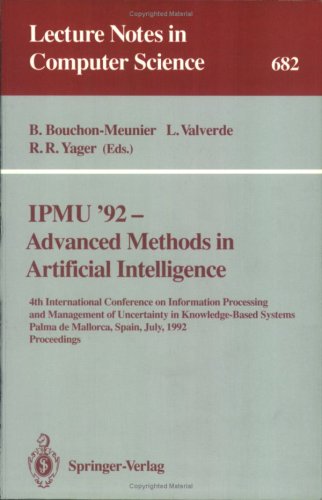 Lecture Notes in
Computer Science
682
B. Bouchon-Meunier L. Valverde
R. R. Yager (Eds.)
IPMU '92 –
Advanced Methods in
Artificial Intelligence
4th International Conference on Information Processing
and Management of Uncertainty in Knowledge-Based Systems
Palma de Mallorca, Spain, July, 1992
Proceedings
Springer-Verlag